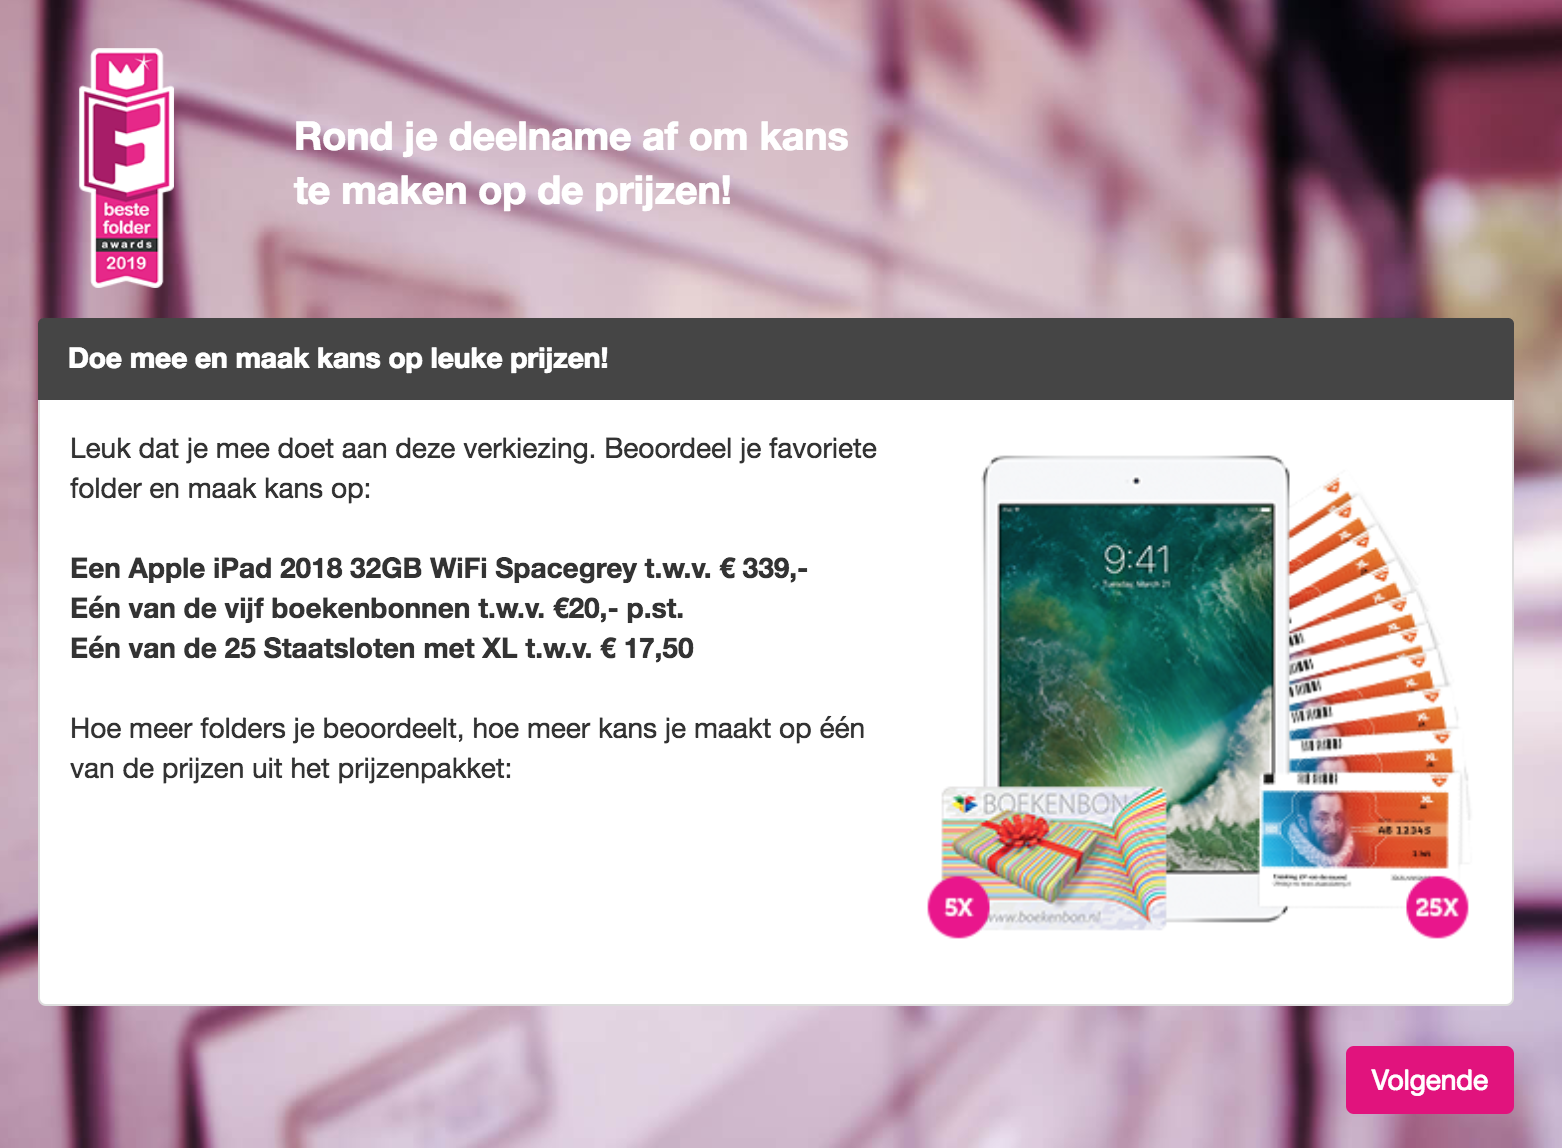 beste
folder
awards
2019
Rond je deelname af om kans
te maken op de prijzen!
Doe mee en maak kans op leuke prijzen!
Leuk dat je mee doet aan deze verkiezing. Beoordeel je favoriete
folder en maak kans op:
Een Apple iPad 2018 32GB WiFi Spacegrey t.w.v. € 339,-
Eén van de vijf boekenbonnen t.w.v. €20,- p.st.
Eén van de 25 Staatsloten met XL t.w.v. € 17,50
Hoe meer folders je beoordeelt, hoe meer kans je maakt op één
van de prijzen uit het prijzenpakket:
9:41
Tuesday, March 21
BOEKENBON
www.boekenbon.nl
5X
XL
AB 12345
25X
Volgende